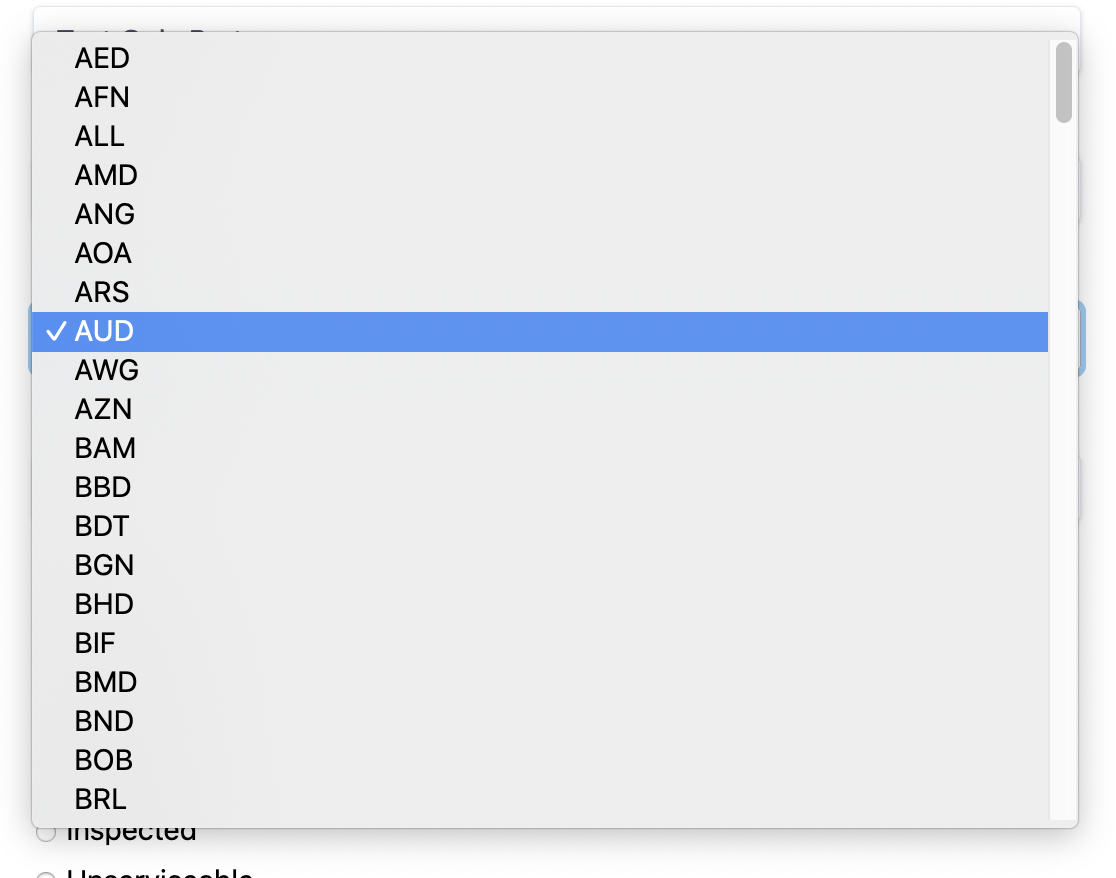 AED
AFN
ALL
AMD
ANG
AOA
ARS
✓ AUD
AWG
AZN
BAM
BBD
BDT
BGN
BHD
BIF
BMD
BND
BOB
BRL
Inspected
Unserviceable